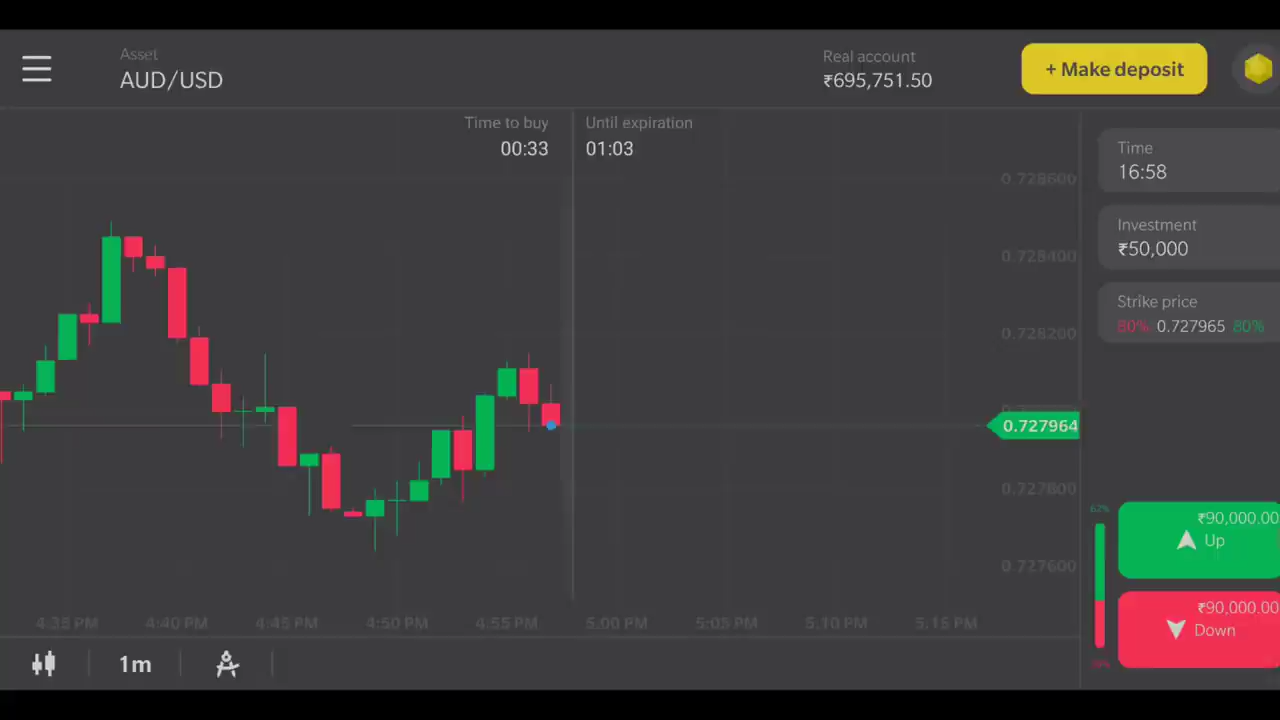 Asset
AUD/USD
Real account
₹695,751.50
+ Make deposit
Time to buy
00:33
Until expiration
01:03
Time
16:58
Investment
₹50,000
Strike price
80% 0.727965 80%
0.728600
0.728400
0.728200
0.727964
0.727800
0.727600
62%
₹90,000.00
Up
₹90,000.00
Down
4:35 PM 4:40 PM 4:45 PM 4:50 PM 4:55 PM 5:00 PM 5:05 PM 5:10 PM 5:15 PM
1m